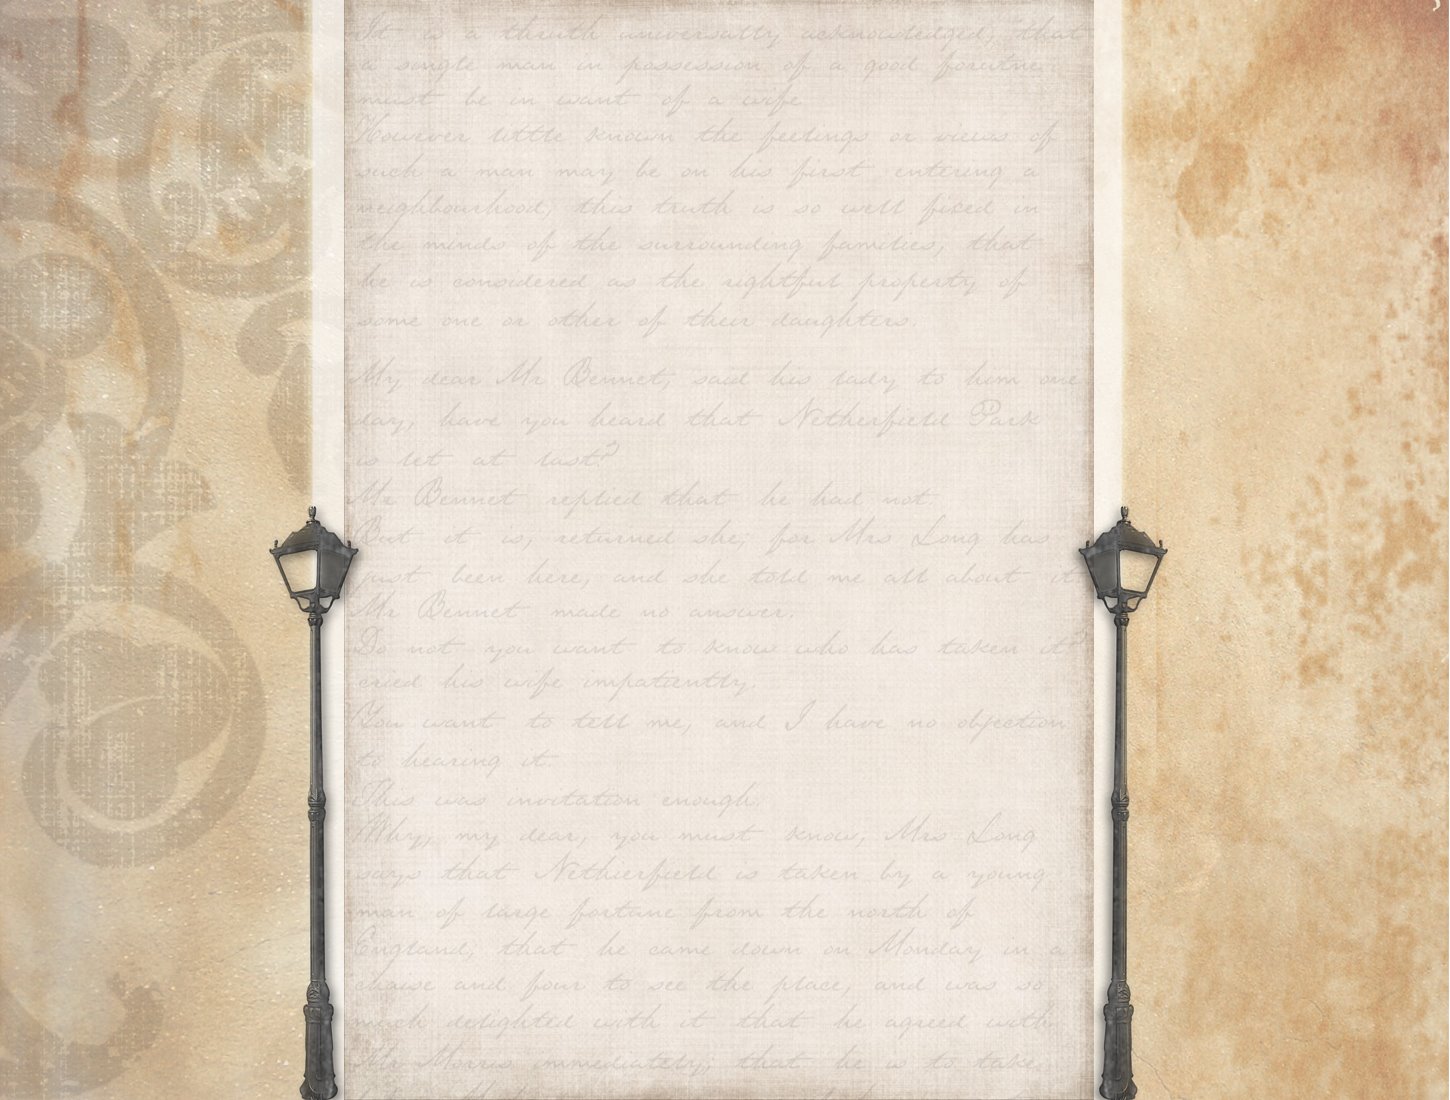 It is a thruth universally acknowledged, that
a single man in possession of a good fortune
must be in want of a wife
However little known the feelings or views of
such a man may be on his first entering a
neighbourhood, this truth is so well fixed in
the minds of the surrounding families, that
he is considered as the rightful property of
some one or other of their daughters.
My dear Mr Bennet, said his lady to him one
day, have you heard that Netherfield Park
is let at last?
Mr Bennet replied that he had not.
But it is, returned she; for Mrs Long has
just been here, and she told me all about it
Mr Bennet made no answer.
Do not you want to know who has taken it?
cried his wife impatiently.
You want to tell me, and I have no objection
to hearing it.
This was invitation enough.
Why, my dear, you must know, Mrs Long
says that Netherfield is taken by a young
man of large fortune from the north of
England; that he came down on Monday in a
chaise and four to see the place, and was so
much delighted with it that he agreed with
Mr Morris immediately; that he is to take